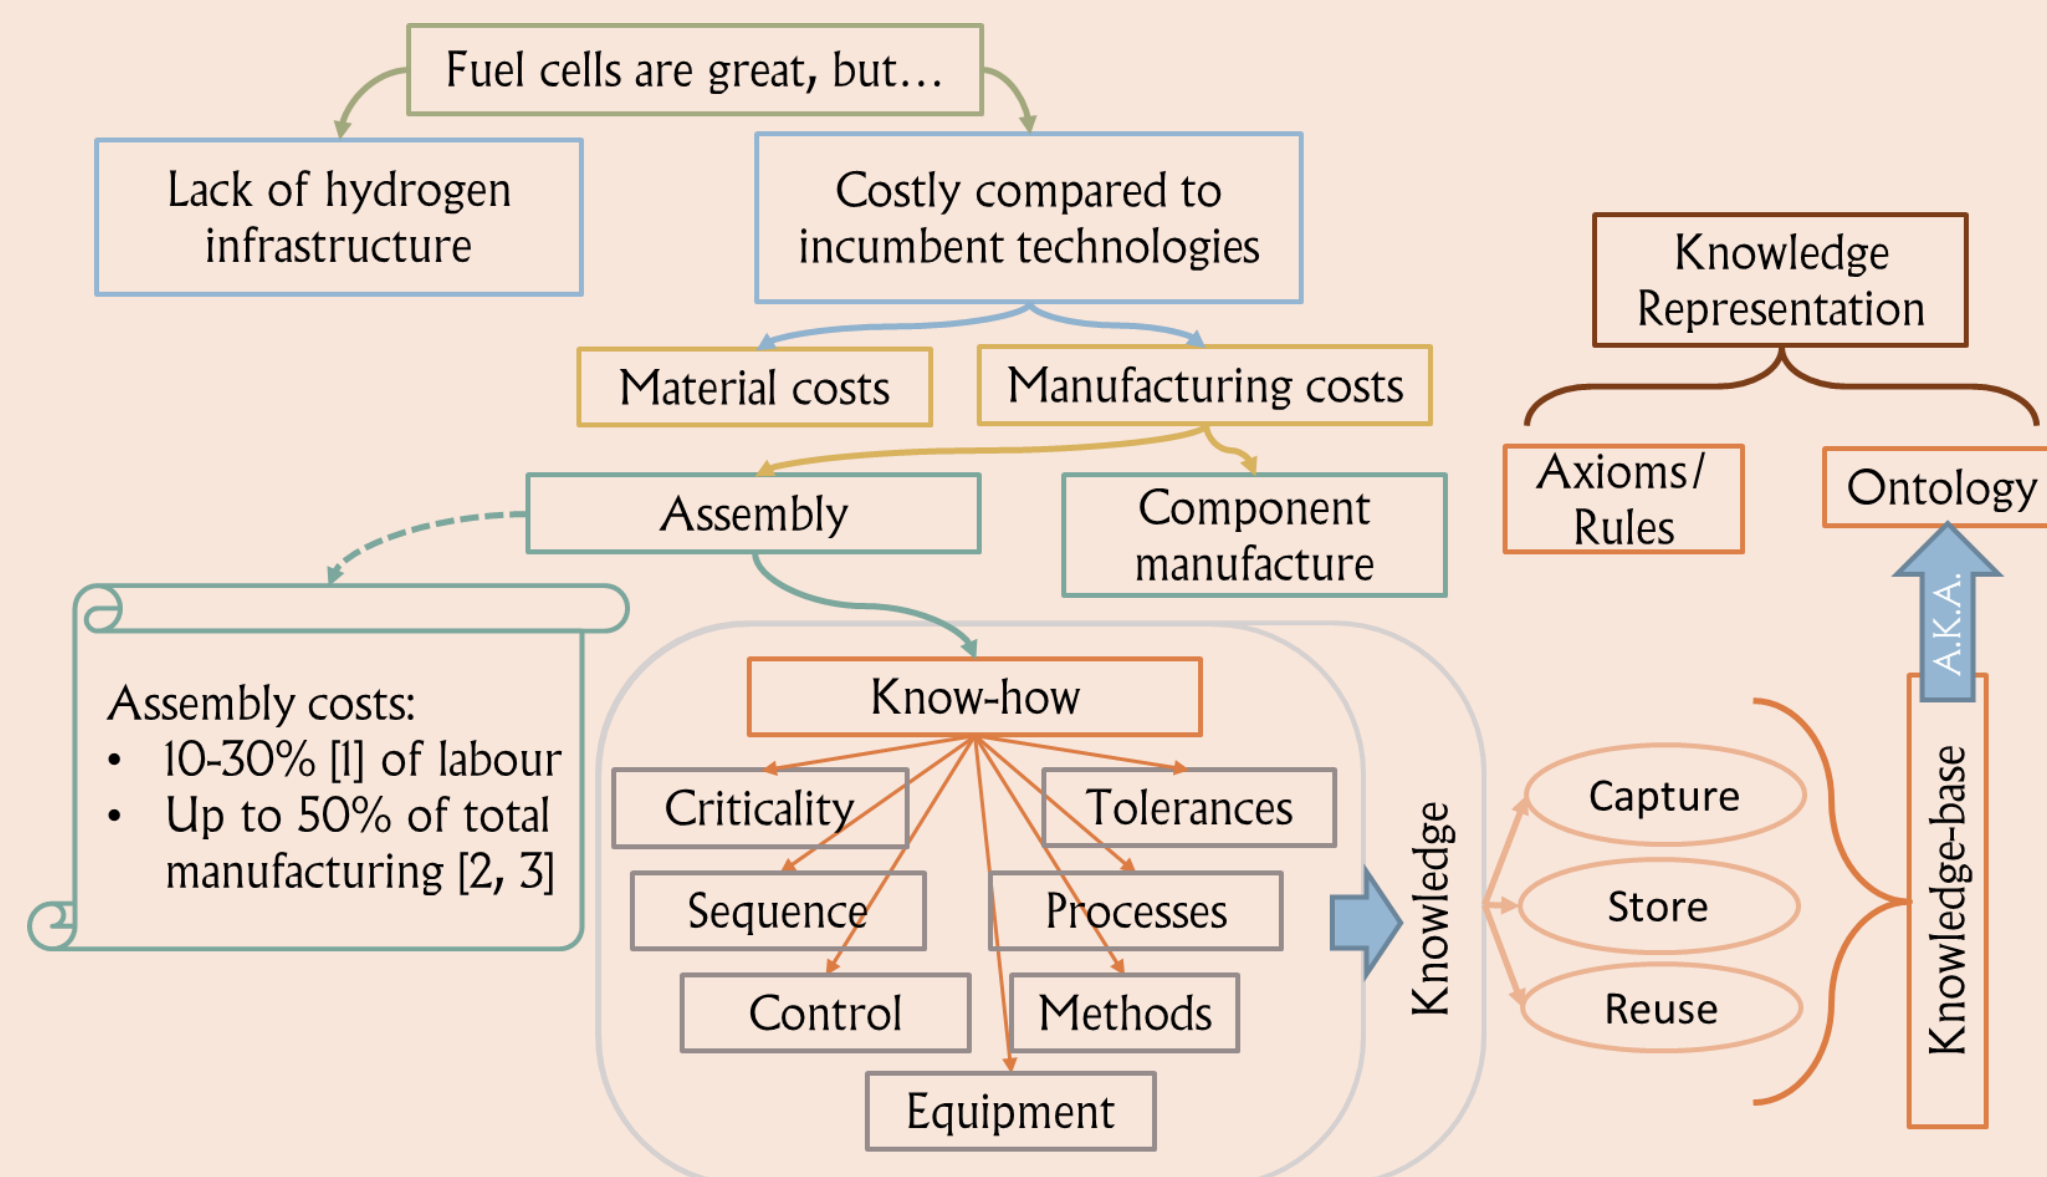 Fuel cells are great, but…
Lack of hydrogen
infrastructure
Costly compared to
incumbent technologies
Material costs
Manufacturing costs
Assembly
Component
manufacture
Assembly costs:
• 10-30% [1] of labour
• Up to 50% of total
manufacturing [2, 3]
Know-how
Criticality
Tolerances
Sequence
Processes
Control
Methods
Equipment
Knowledge
Capture
Store
Reuse
Knowledge-base
A.K.A.
Knowledge
Representation
Axioms/
Rules
Ontology